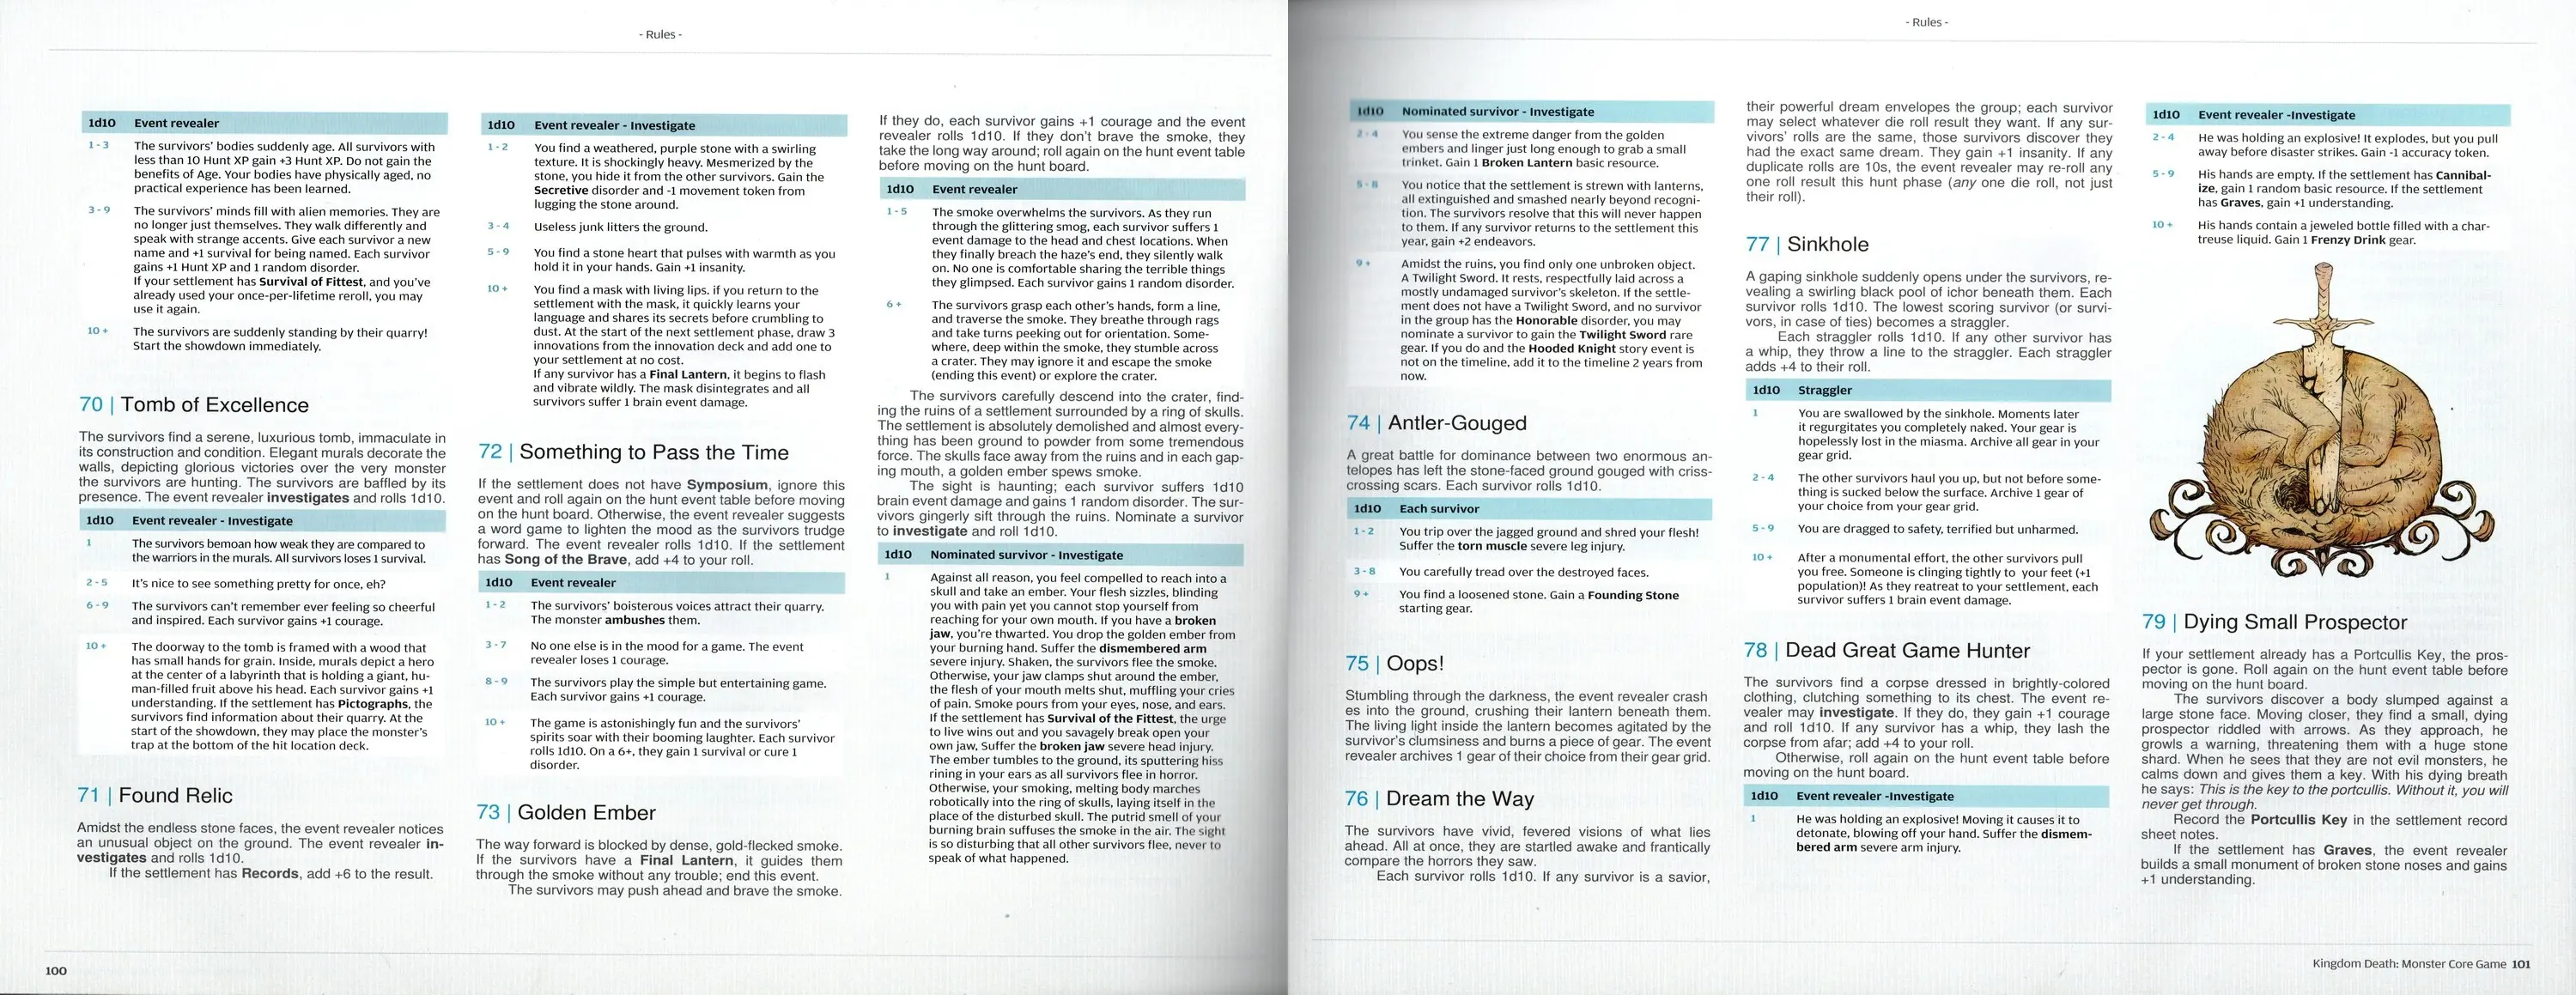 - Rules -
1d10 Event revealer
1 - 3 The survivors' bodies suddenly age. All survivors with
less than 10 Hunt XP gain +3 Hunt XP. Do not gain the
benefits of Age. Your bodies have physically aged, no
practical experience has been learned.
3 - 9 The survivors' minds fill with alien memories. They are
no longer just themselves. They walk differently and
speak with strange accents. Give each survivor a new
name and +1 survival for being named. Each survivor
gains +1 Hunt XP and 1 random disorder.
If your settlement has Survival of Fittest, and you've
already used your once-per-lifetime reroll, you may
use it again.
10 + The survivors are suddenly standing by their quarry!
Start the showdown immediately.
70 | Tomb of Excellence
The survivors find a serene, luxurious tomb, immaculate in
its construction and condition. Elegant murals decorate the
walls, depicting glorious victories over the very monster
the survivors are hunting. The survivors are baffled by its
presence. The event revealer investigates and rolls 1d10.
1d10 Event revealer - Investigate
1 The survivors bemoan how weak they are compared to
the warriors in the murals. All survivors loses 1 survival.
2 - 5 It's nice to see something pretty for once, eh?
6 - 9 The survivors can't remember ever feeling so cheerful
and inspired. Each survivor gains +1 courage.
10 + The doorway to the tomb is framed with a wood that
has small hands for grain. Inside, murals depict a hero
at the center of a labyrinth that is holding a giant, hu-
man-filled fruit above his head. Each survivor gains +1
understanding. If the settlement has Pictographs, the
survivors find information about their quarry. At the
start of the showdown, they may place the monster's
trap at the bottom of the hit location deck.
71 | Found Relic
Amidst the endless stone faces, the event revealer notices
an unusual object on the ground. The event revealer in-
vestigates and rolls 1d10.
If the settlement has Records, add +6 to the result.
1d10 Event revealer - Investigate
1 - 2 You find a weathered, purple stone with a swirling
texture. It is shockingly heavy. Mesmerized by the
stone, you hide it from the other survivors. Gain the
Secretive disorder and -1 movement token from
lugging the stone around.
3 - 4 Useless junk litters the ground.
5 - 9 You find a stone heart that pulses with warmth as you
hold it in your hands. Gain +1 insanity.
10 + You find a mask with living lips. if you return to the
settlement with the mask, it quickly learns your
language and shares its secrets before crumbling to
dust. At the start of the next settlement phase, draw 3
innovations from the innovation deck and add one to
your settlement at no cost.
If any survivor has a Final Lantern, it begins to flash
and vibrate wildly. The mask disintegrates and all
survivors suffer 1 brain event damage.
72 | Something to Pass the Time
If the settlement does not have Symposium, ignore this
event and roll again on the hunt event table before moving
on the hunt board. Otherwise, the event revealer suggests
a word game to lighten the mood as the survivors trudge
forward. The event revealer rolls 1d10. If the settlement
has Song of the Brave, add +4 to your roll.
1d10 Event revealer
1 - 2 The survivors' boisterous voices attract their quarry.
The monster ambushes them.
3 - 7 No one else is in the mood for a game. The event
revealer loses 1 courage.
8 - 9 The survivors play the simple but entertaining game.
Each survivor gains +1 courage.
10 + The game is astonishingly fun and the survivors'
spirits soar with their booming laughter. Each survivor
rolls 1d10. On a 6+, they gain 1 survival or cure 1
disorder.
73 | Golden Ember
The way forward is blocked by dense, gold-flecked smoke.
If the survivors have a Final Lantern, it guides them
through the smoke without any trouble; end this event.
The survivors may push ahead and brave the smoke.
If they do, each survivor gains +1 courage and the event
revealer rolls 1d10. If they don't brave the smoke, they
take the long way around; roll again on the hunt event table
before moving on the hunt board.
1d10 Event revealer
1 - 5 The smoke overwhelms the survivors. As they run
through the glittering smog, each survivor suffers 1
event damage to the head and chest locations. When
they finally breach the haze's end, they silently walk
on. No one is comfortable sharing the terrible things
they glimpsed. Each survivor gains 1 random disorder.
6 + The survivors grasp each other's hands, form a line,
and traverse the smoke. They breathe through rags
and take turns peeking out for orientation. Some-
where, deep within the smoke, they stumble across
a crater. They may ignore it and escape the smoke
(ending this event) or explore the crater.
The survivors carefully descend into the crater, find-
ing the ruins of a settlement surrounded by a ring of skulls.
The settlement is absolutely demolished and almost every-
thing has been ground to powder from some tremendous
force. The skulls face away from the ruins and in each gap-
ing mouth, a golden ember spews smoke.
The sight is haunting; each survivor suffers 1d10
brain event damage and gains 1 random disorder. The sur-
vivors gingerly sift through the ruins. Nominate a survivor
to investigate and roll 1d10.
1d10 Nominated survivor - Investigate
1 Against all reason, you feel compelled to reach into a
skull and take an ember. Your flesh sizzles, blinding
you with pain yet you cannot stop yourself from
reaching for your own mouth. If you have a broken
jaw, you're thwarted. You drop the golden ember from
your burning hand. Suffer the dismembered arm
severe injury. Shaken, the survivors flee the smoke.
Otherwise, your jaw clamps shut around the ember,
the flesh of your mouth melts shut, muffling your cries
of pain. Smoke pours from your eyes, nose, and ears.
If the settlement has Survival of the Fittest, the urge
to live wins out and you savagely break open your
own jaw, Suffer the broken jaw severe head injury.
The ember tumbles to the ground, its sputtering hiss
rining in your ears as all survivors flee in horror.
Otherwise, your smoking, melting body marches
robotically into the ring of skulls, laying itself in the
place of the disturbed skull. The putrid smell of your
burning brain suffuses the smoke in the air. The sight
is so disturbing that all other survivors flee, never to
speak of what happened.
100
- Rules -
1d10 Nominated survivor - Investigate
2 - 4 You sense the extreme danger from the golden
embers and linger just long enough to grab a small
trinket. Gain 1 Broken Lantern basic resource.
5 - 8 You notice that the settlement is strewn with lanterns,
all extinguished and smashed nearly beyond recogni-
tion. The survivors resolve that this will never happen
to them. If any survivor returns to the settlement this
year, gain +2 endeavors.
9 + Amidst the ruins, you find only one unbroken object.
A Twilight Sword. It rests, respectfully laid across a
mostly undamaged survivor's skeleton. If the settle-
ment does not have a Twilight Sword, and no survivor
in the group has the Honorable disorder, you may
nominate a survivor to gain the Twilight Sword rare
gear. If you do and the Hooded Knight story event is
not on the timeline, add it to the timeline 2 years from
now.
74 | Antler-Gouged
A great battle for dominance between two enormous an-
telopes has left the stone-faced ground gouged with criss-
crossing scars. Each survivor rolls 1d10.
1d10 Each survivor
1 - 2 You trip over the jagged ground and shred your flesh!
Suffer the torn muscle severe leg injury.
3 - 8 You carefully tread over the destroyed faces.
9 + You find a loosened stone. Gain a Founding Stone
starting gear.
75 | Oops!
Stumbling through the darkness, the event revealer crash
es into the ground, crushing their lantern beneath them.
The living light inside the lantern becomes agitated by the
survivor's clumsiness and burns a piece of gear. The event
revealer archives 1 gear of their choice from their gear grid.
76 | Dream the Way
The survivors have vivid, fevered visions of what lies
ahead. All at once, they are startled awake and frantically
compare the horrors they saw.
Each survivor rolls 1d10. If any survivor is a savior,
their powerful dream envelopes the group; each survivor
may select whatever die roll result they want. If any sur-
vivors' rolls are the same, those survivors discover they
had the exact same dream. They gain +1 insanity. If any
duplicate rolls are 10s, the event revealer may re-roll any
one roll result this hunt phase (any one die roll, not just
their roll).
77 | Sinkhole
A gaping sinkhole suddenly opens under the survivors, re-
vealing a swirling black pool of ichor beneath them. Each
survivor rolls 1d10. The lowest scoring survivor (or survi-
vors, in case of ties) becomes a straggler.
Each straggler rolls 1d10. If any other survivor has
a whip, they throw a line to the straggler. Each straggler
adds +4 to their roll.
1d10 Straggler
1 You are swallowed by the sinkhole. Moments later
it regurgitates you completely naked. Your gear is
hopelessly lost in the miasma. Archive all gear in your
gear grid.
2 - 4 The other survivors haul you up, but not before some-
thing is sucked below the surface. Archive 1 gear of
your choice from your gear grid.
5 - 9 You are dragged to safety, terrified but unharmed.
10 + After a monumental effort, the other survivors pull
you free. Someone is clinging tightly to your feet (+1
population)! As they reatreat to your settlement, each
survivor suffers 1 brain event damage.
78 | Dead Great Game Hunter
The survivors find a corpse dressed in brightly-colored
clothing, clutching something to its chest. The event re-
vealer may investigate. If they do, they gain +1 courage
and roll 1d10. If any survivor has a whip, they lash the
corpse from afar; add +4 to your roll.
Otherwise, roll again on the hunt event table before
moving on the hunt board.
1d10 Event revealer -Investigate
1 He was holding an explosive! Moving it causes it to
detonate, blowing off your hand. Suffer the dismem-
bered arm severe arm injury.
1d10 Event revealer -Investigate
2 - 4 He was holding an explosive! It explodes, but you pull
away before disaster strikes. Gain -1 accuracy token.
5 - 9 His hands are empty. If the settlement has Cannibal-
ize, gain 1 random basic resource. If the settlement
has Graves, gain +1 understanding.
10 + His hands contain a jeweled bottle filled with a char-
treuse liquid. Gain 1 Frenzy Drink gear.
79 | Dying Small Prospector
If your settlement already has a Portcullis Key, the pros-
pector is gone. Roll again on the hunt event table before
moving on the hunt board.
The survivors discover a body slumped against a
large stone face. Moving closer, they find a small, dying
prospector riddled with arrows. As they approach, he
growls a warning, threatening them with a huge stone
shard. When he sees that they are not evil monsters, he
calms down and gives them a key. With his dying breath
he says: This is the key to the portcullis. Without it, you will
never get through.
Record the Portcullis Key in the settlement record
sheet notes.
If the settlement has Graves, the event revealer
builds a small monument of broken stone noses and gains
+1 understanding.
Kingdom Death: Monster Core Game 101